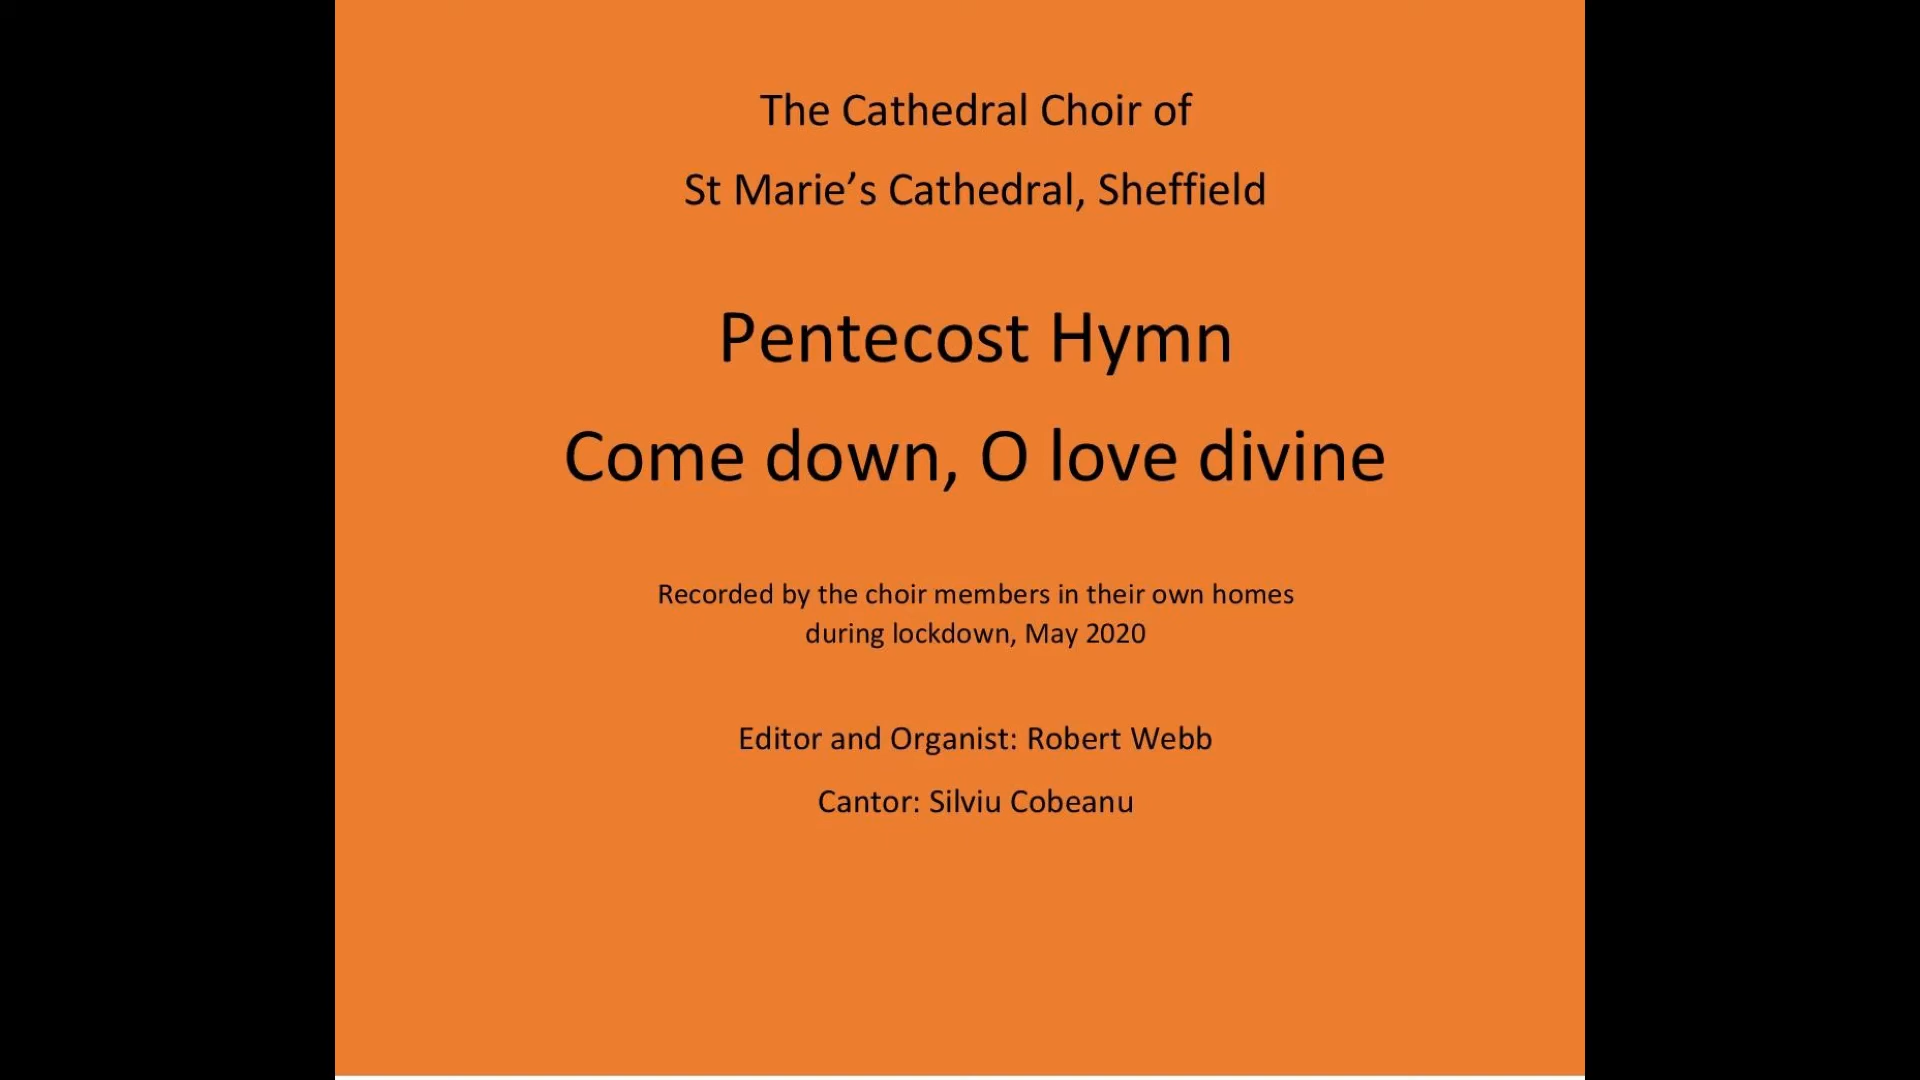 The Cathedral Choir of
St Marie’s Cathedral, Sheffield
Pentecost Hymn
Come down, O love divine
Recorded by the choir members in their own homes
during lockdown, May 2020
Editor and Organist: Robert Webb
Cantor: Silviu Cobeanu